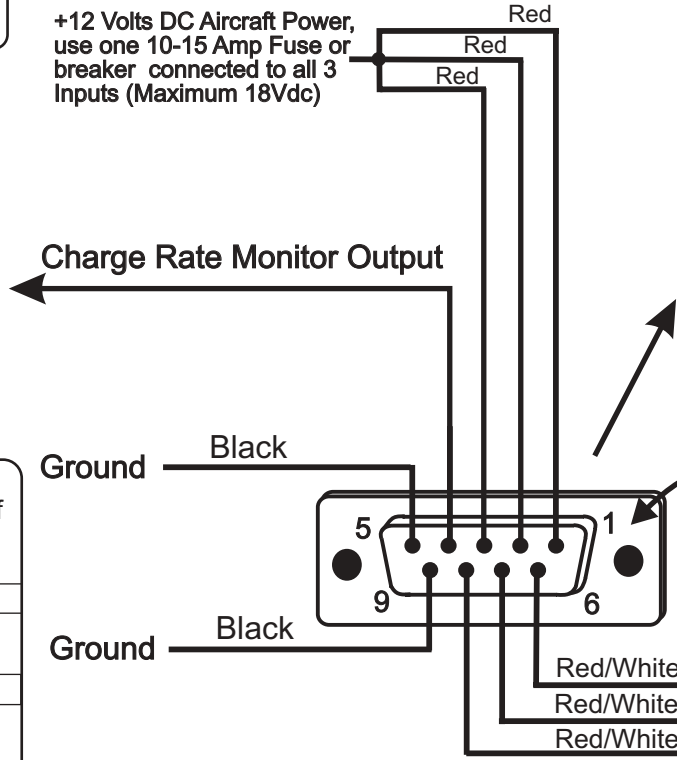 +12 Volts DC Aircraft Power,
use one 10-15 Amp Fuse or
breaker connected to all 3
Inputs (Maximum 18Vdc)
Red
Red
Red
Charge Rate Monitor Output
Ground
Black
5
1
9
6
Ground
Black
Red/White
Red/White
Red/White